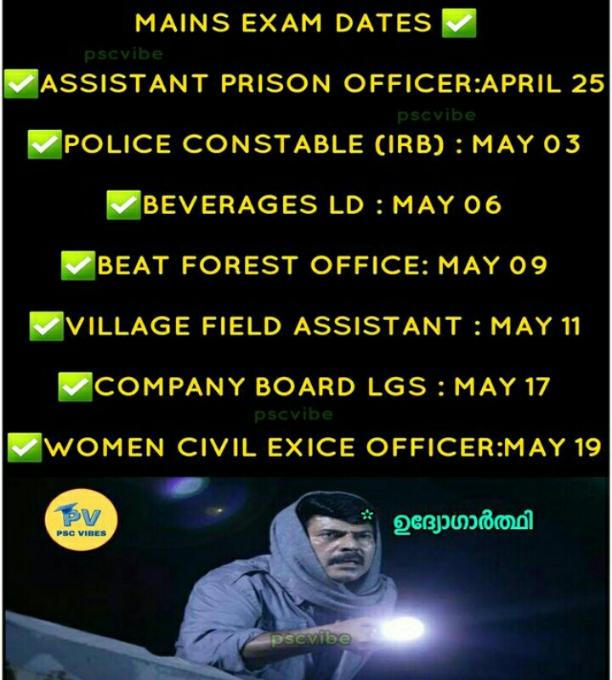 MAINS EXAM DATES ✅
pscvibe
✅ASSISTANT PRISON OFFICER:APRIL 25
pscvibe
✅POLICE CONSTABLE (IRB) : MAY 03
✅BEVERAGES LD : MAY 06
✅BEAT FOREST OFFICE: MAY 09
✅VILLAGE FIELD ASSISTANT : MAY 11
✅COMPANY BOARD LGS : MAY 17
pscvibe
✅WOMEN CIVIL EXICE OFFICER:MAY 19
PV
PSC VIBES
* ഉദ്യോഗാർത്ഥി
pscvibe